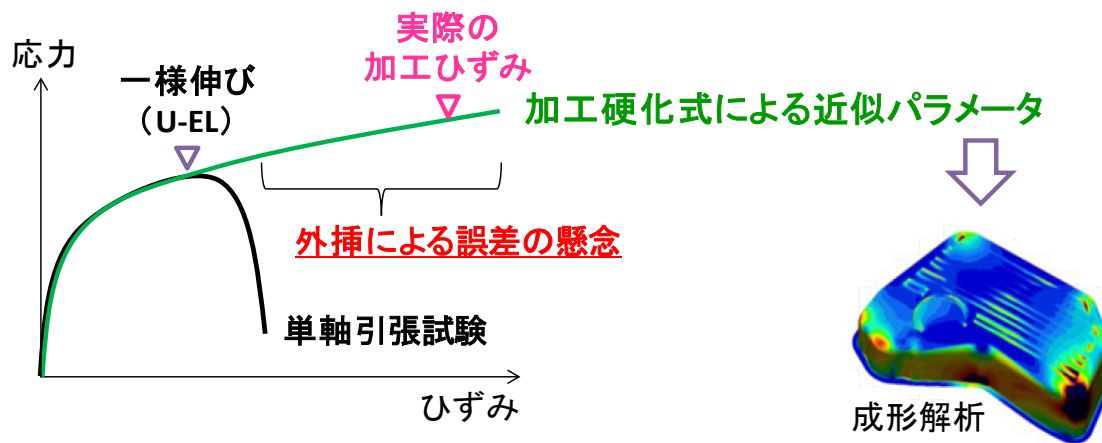 応力
一様伸び
（U-EL）
実際の
加工ひずみ
加工硬化式による近似パラメータ
外挿による誤差の懸念
単軸引張試験
ひずみ
成形解析